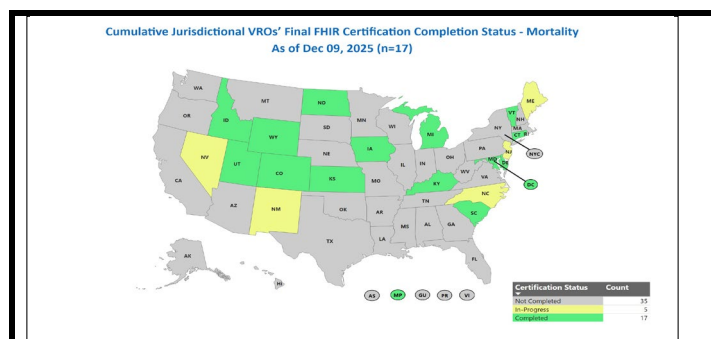 Cumulative Jurisdictional VROs' Final FHIR Certification Completion Status - Mortality
As of Dec 09, 2025 (n=17)
WA
MT
ND
MN
ME
OR
ID
SD
WI
MI
VT
NH
NY
MA
CT
RI
WY
NYC
NV
NE
IA
PA
NJ
UT
CO
IL
IN
OH
MD
DE
CA
KS
MO
WV
VA
DC
KY
AZ
NM
OK
AR
TN
NC
SC
TX
LA
MS
AL
GA
FL
AK
HI
AS
MP
GU
PR
VI
Certification Status Count
Not Completed 35
In-Progress 5
Completed 17